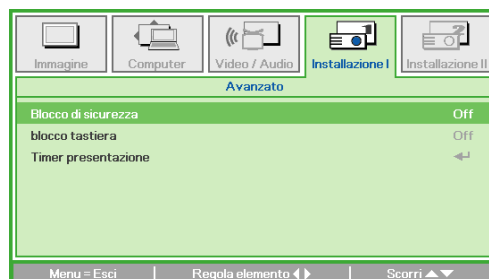 Immagine
Computer
Video / Audio
Installazione I
Installazione II
Avanzato
Blocco di sicurezza Off
blocco tastiera Off
Timer presentazione
Menu = Esci Regola elemento Scorri